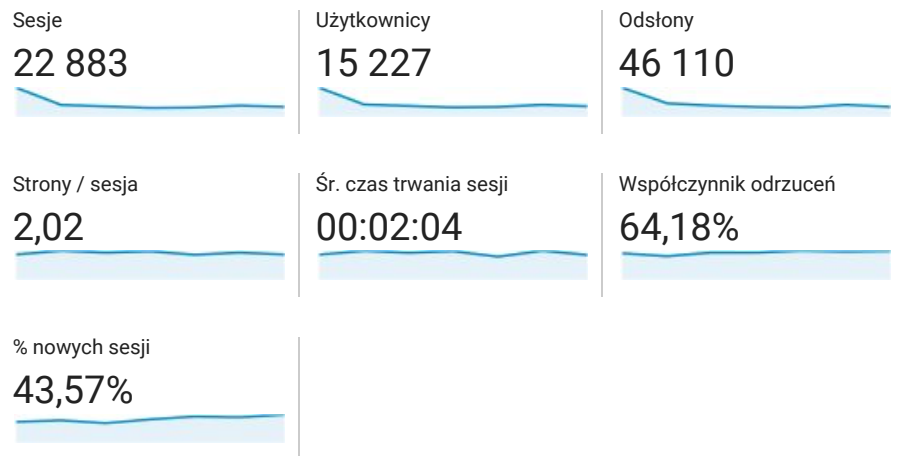 Sesje
22 883
Użytkownicy
15 227
Odsłony
46 110
Strony / sesja
2,02
Śr. czas trwania sesji
00:02:04
Współczynnik odrzuceń
64,18%
% nowych sesji
43,57%